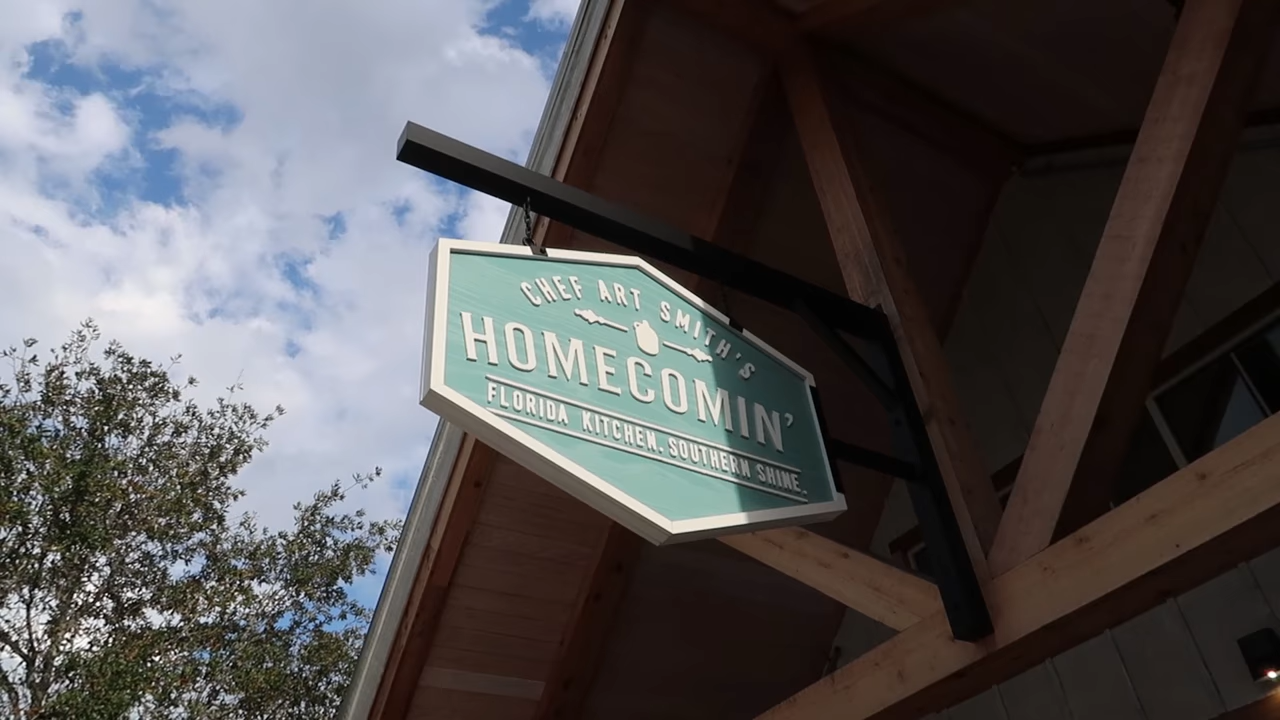 CHEF ART SMITH'S
HOMECOMIN'
FLORIDA KITCHEN. SOUTHERN SHINE.